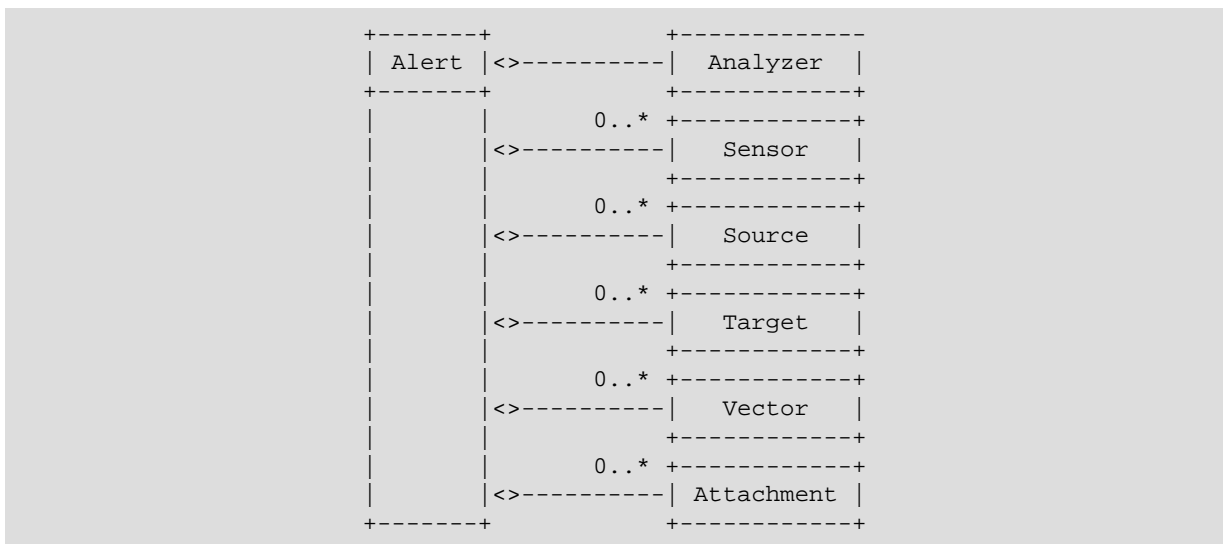 +-------+              +-------------
| Alert |<>----------|  Analyzer  |
+-------+              +------------+
|       |       0..* +------------+
|       |<>----------|   Sensor   |
|       |              +------------+
|       |       0..* +------------+
|       |<>----------|   Source   |
|       |              +------------+
|       |       0..* +------------+
|       |<>----------|   Target   |
|       |              +------------+
|       |       0..* +------------+
|       |<>----------|   Vector   |
|       |              +------------+
|       |       0..* +------------+
|       |<>----------| Attachment |
+-------+              +------------+